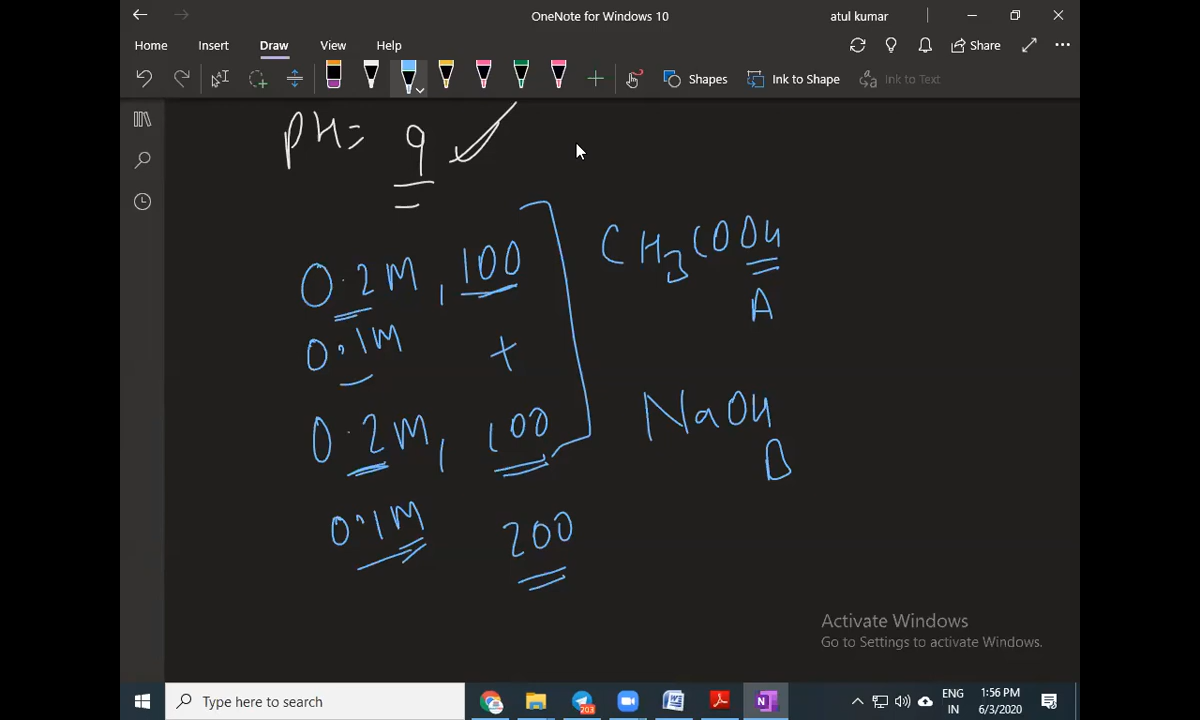 OneNote for Windows 10
atul kumar
Home Insert Draw View Help
Share
Shapes
Ink to Shape
Ink to Text
PH= 9
0.2M, 100
CH3COOH
A
0.1M +
0.2M, 100
NaOH
B
0.1M 200
Activate Windows
Go to Settings to activate Windows.
Type here to search
203
W
N
ENG
IN
1:56 PM
6/3/2020